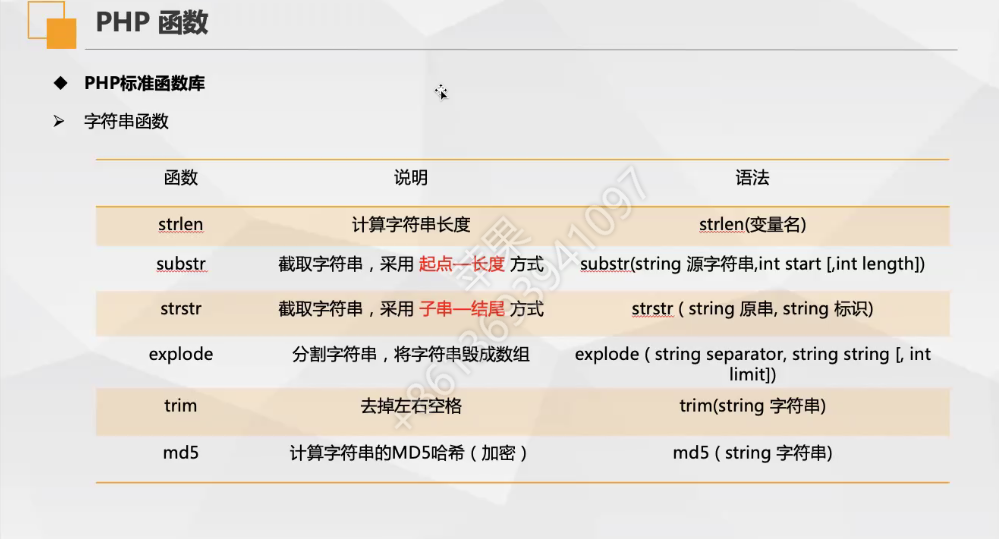 PHP 函数
PHP标准函数库
字符串函数
函数 说明 语法
strlen 计算字符串长度 strlen(变量名)
substr 截取字符串，采用 起点—长度 方式 substr(string 源字符串,int start [,int length])
strstr 截取字符串，采用 子串—结尾 方式 strstr ( string 原串, string 标识)
explode 分割字符串，将字符串毁成数组 explode ( string separator, string string [, int
limit])
trim 去掉左右空格 trim(string 字符串)
md5 计算字符串的MD5哈希（加密） md5 ( string 字符串)
苹果
+8613693941097